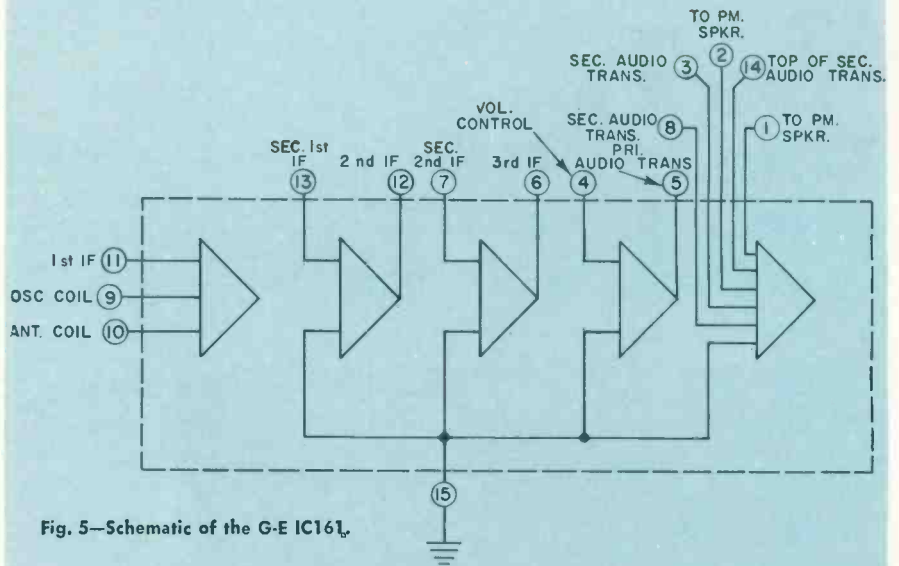 TO PM.
SPKR.
2
SEC. AUDIO
TRANS.
3
14
TOP OF SEC.
AUDIO TRANS.
VOL.
CONTROL
SEC. AUDIO
TRANS.
8
1
TO PM.
SPKR.
SEC. 1st
IF
13
2nd IF
12
SEC.
2nd IF
7
3rd IF
6
4
PRI.
AUDIO TRANS
5
1st IF 11
OSC COIL 9
ANT. COIL 10
15
Fig. 5—Schematic of the G-E IC161.